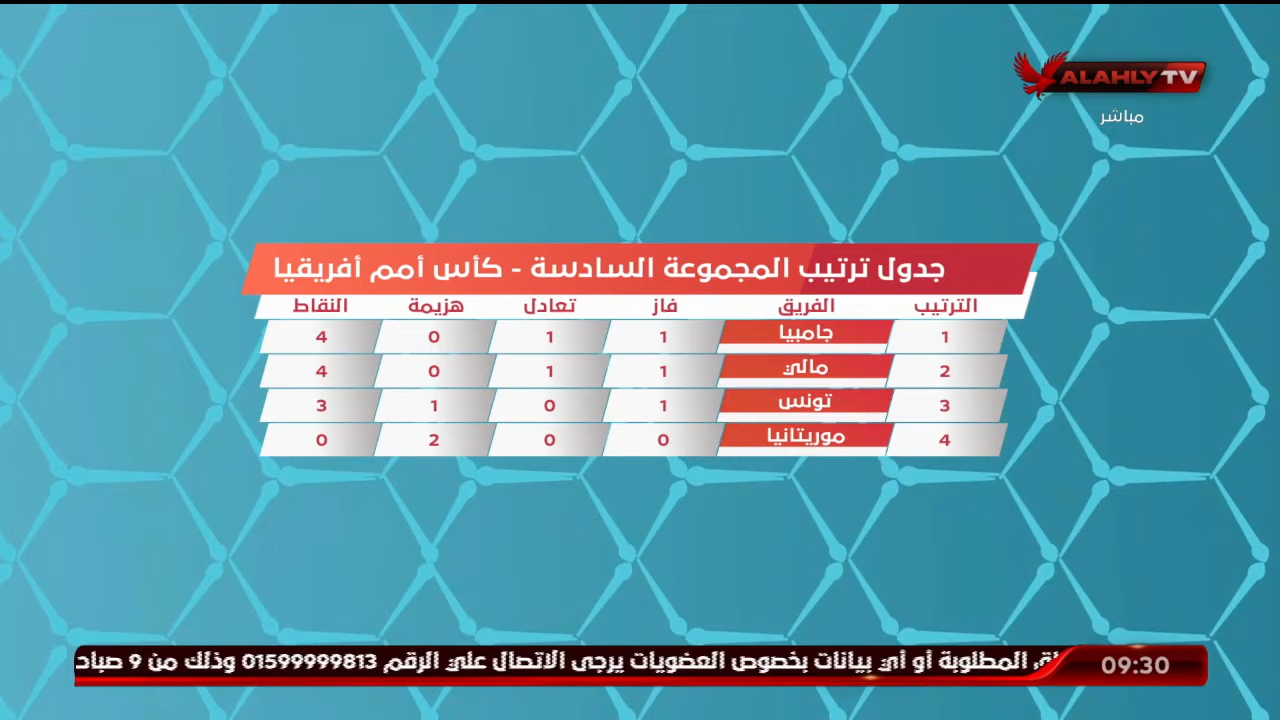 ALAHLY TV
مباشر
جدول ترتيب المجموعة السادسة - كأس أمم أفريقيا
الترتيب الفريق فاز تعادل هزيمة النقاط
1 جامبيا 1 1 0 4
2 مالي 1 1 0 4
3 تونس 1 0 1 3
4 موريتانيا 0 0 2 0
المطلوبة أو أي بيانات بخصوص العضويات يرجى الاتصال علي الرقم 01599999813 وذلك من 9
09:30